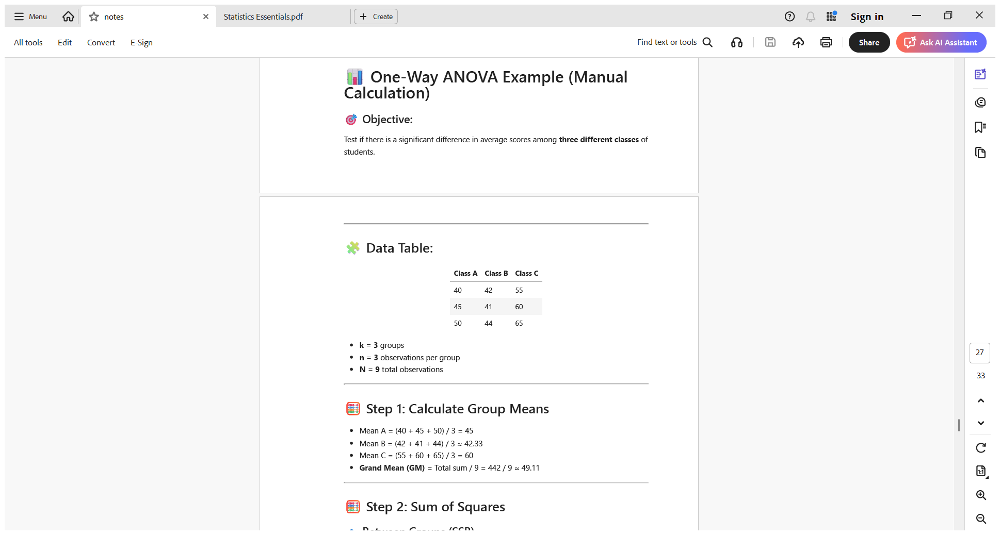 Menu
notes
Statistics Essentials.pdf
Create
Sign in
All tools
Edit
Convert
E-Sign
Find text or tools
Share
Ask AI Assistant
One-Way ANOVA Example (Manual
Calculation)
Objective:
Test if there is a significant difference in average scores among three different classes of
students.
Data Table:
Class A Class B Class C
40 42 55
45 41 60
50 44 65
• k = 3 groups
• n = 3 observations per group
• N = 9 total observations
Step 1: Calculate Group Means
• Mean A = (40 + 45 + 50) / 3 = 45
• Mean B = (42 + 41 + 44) / 3 ≈ 42.33
• Mean C = (55 + 60 + 65) / 3 = 60
• Grand Mean (GM) = Total sum / 9 = 442 / 9 ≈ 49.11
Step 2: Sum of Squares
Between Groups (SSB)
27
33
1:1